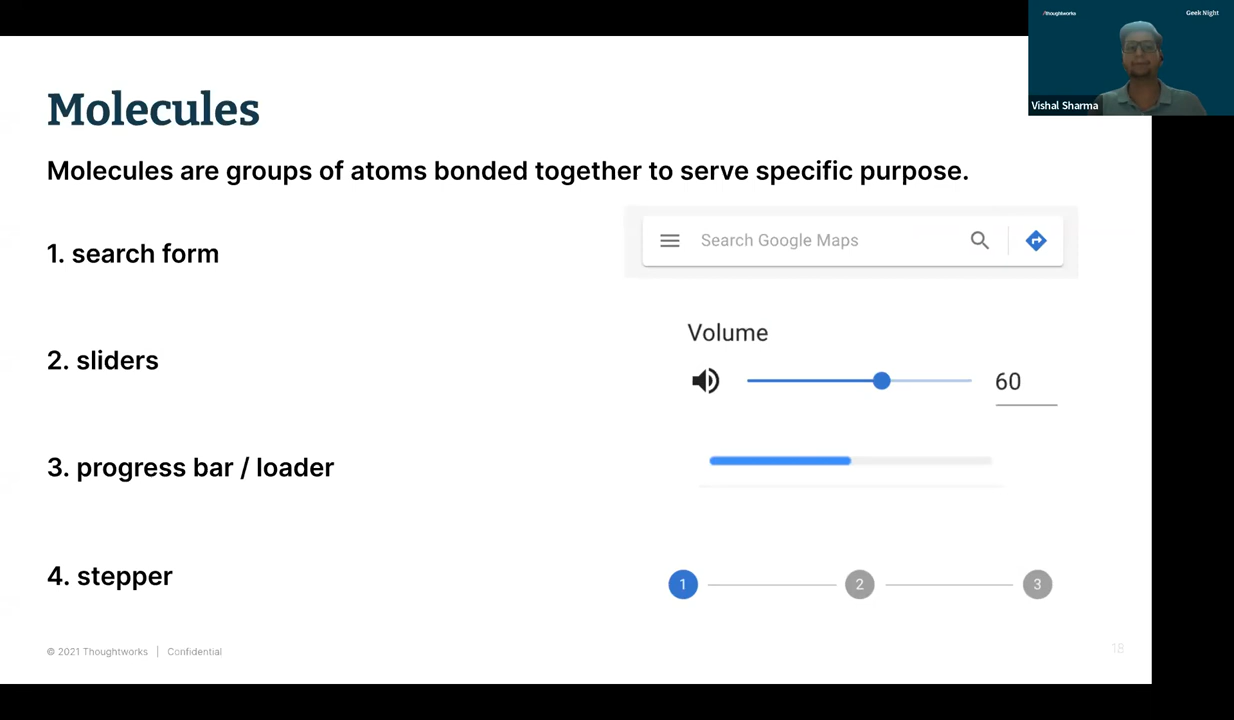 /thoughtworks
Geek Night
Vishal Sharma
Molecules
Molecules are groups of atoms bonded together to serve specific purpose.
1. search form
Search Google Maps
2. sliders
Volume
60
3. progress bar / loader
4. stepper
1 2 3
© 2021 Thoughtworks | Confidential
18